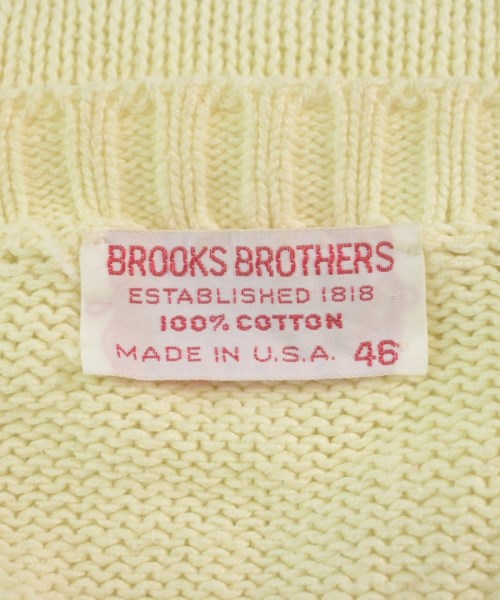 BROOKS BROTHERS
ESTABLISHED 1818
100% COTTON
MADE IN U.S.A. 46